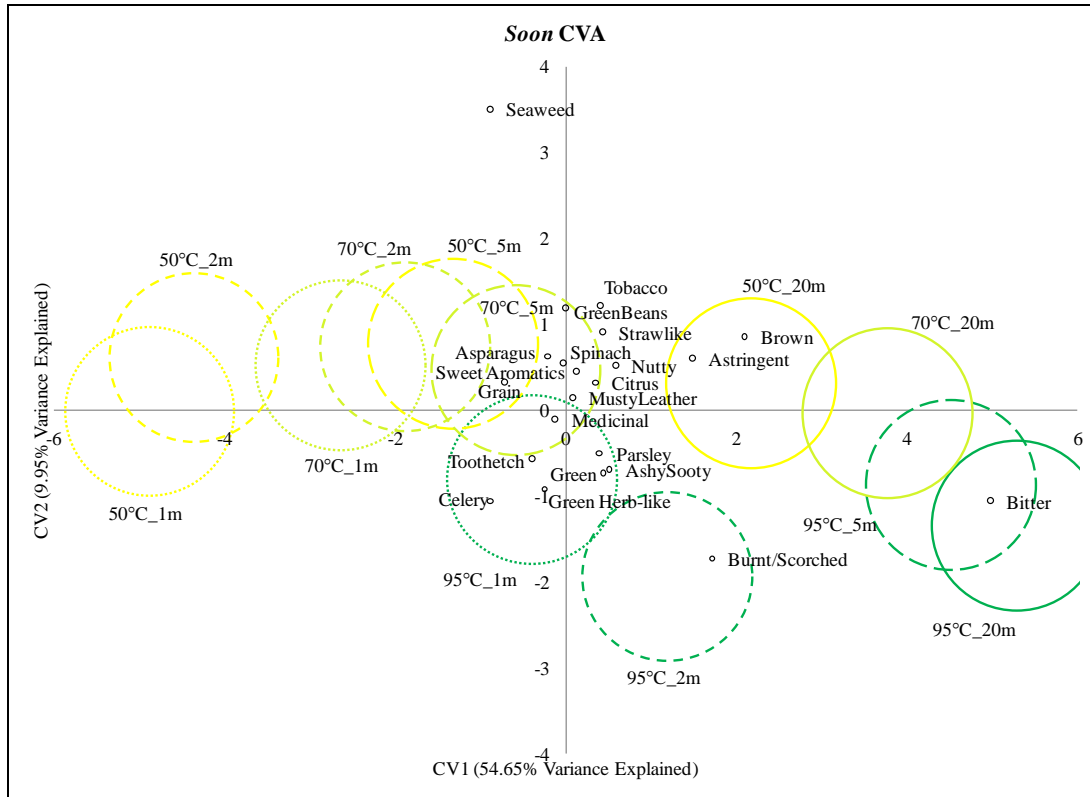 Soon CVA
4
Seaweed
3
2
50°C_2m
70°C_2m
50°C_5m
Tobacco
50°C_20m
70°C_5m
GreenBeans
1
Strawlike
70°C_20m
Brown
Asparagus
Spinach
Nutty
Astringent
Sweet Aromatics
Citrus
Grain
MustyLeather
0
Medicinal
-6
-4
-2
0
2
4
6
70°C_1m
Toothetch
Parsley
Green
AshySooty
Celery
-1
Green Herb-like
Bitter
50°C_1m
95°C_5m
95°C_1m
Burnt/Scorched
-2
95°C_20m
95°C_2m
-3
-4
CV1 (54.65% Variance Explained)
CV2 (9.95% Variance Explained)